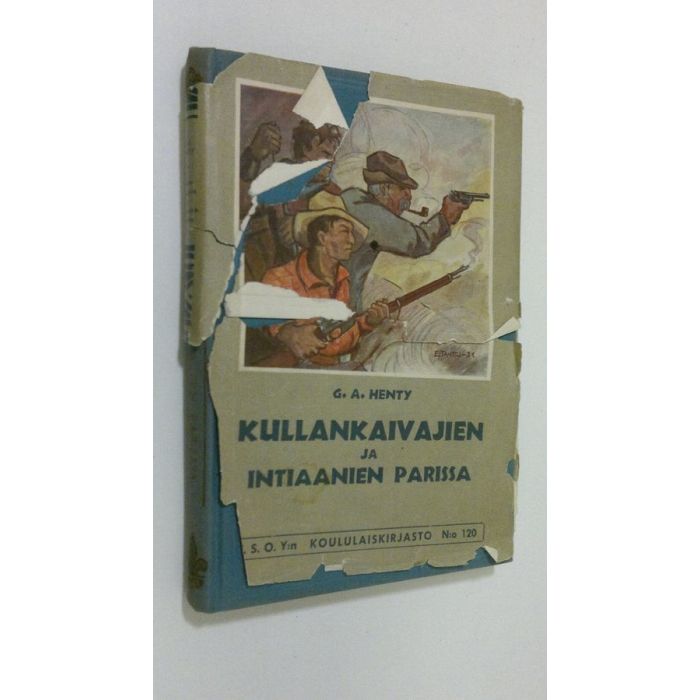 G. A. HENTY
KULLANKAIVAJIEN
JA
INTIAANIEN PARISSA
. S. O. Y:n KOULULAISKIRJASTO N:o 120